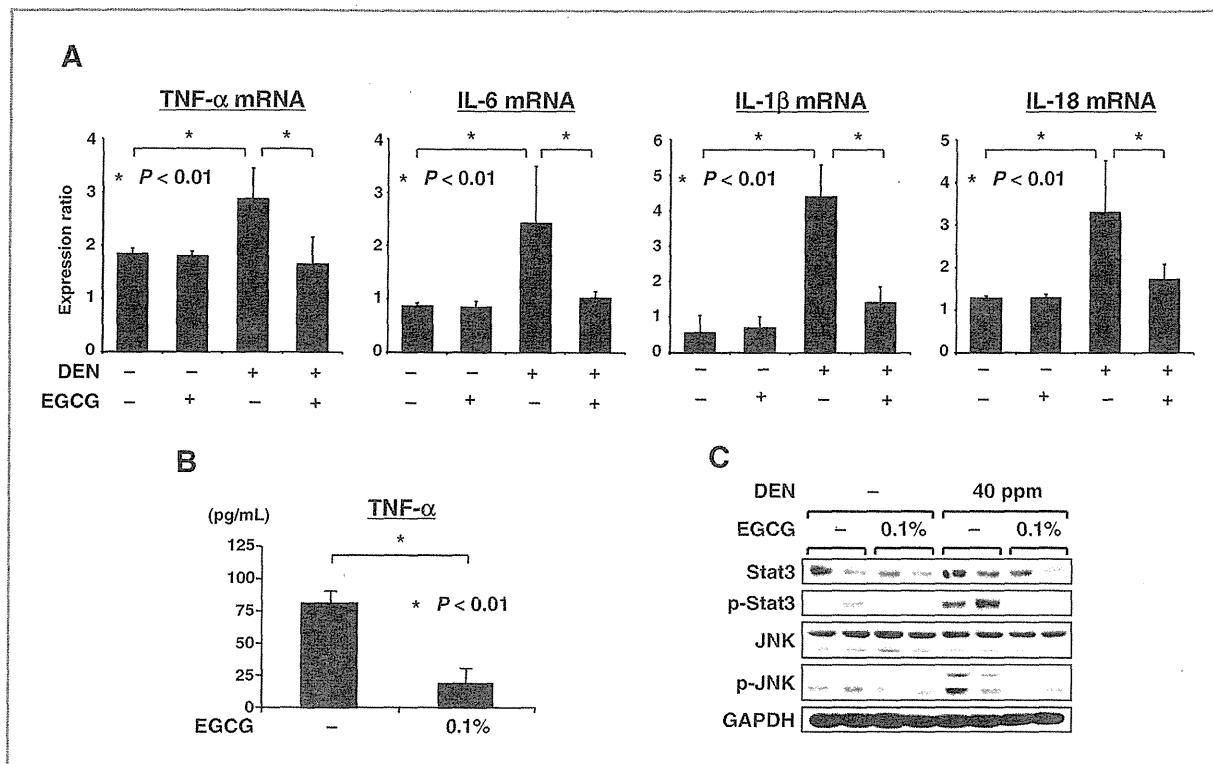 A
TNF-α mRNA
IL-6 mRNA
IL-1β mRNA
IL-18 mRNA
Expression ratio
4
3
2
1
0
* *
* P < 0.01
4
3
2
1
0
* *
* P < 0.01
6
5
4
3
2
1
0
* *
* P < 0.01
5
4
3
2
1
0
* *
* P < 0.01
DEN – – + + – – + + – – + + – – + +
EGCG – + – + – + – + – + – + – + – +
B
TNF-α
(pg/mL)
125
100
75
50
25
0
*
* P < 0.01
EGCG – 0.1%
C
DEN – 40 ppm
EGCG – 0.1% – 0.1%
Stat3
p-Stat3
JNK
p-JNK
GAPDH